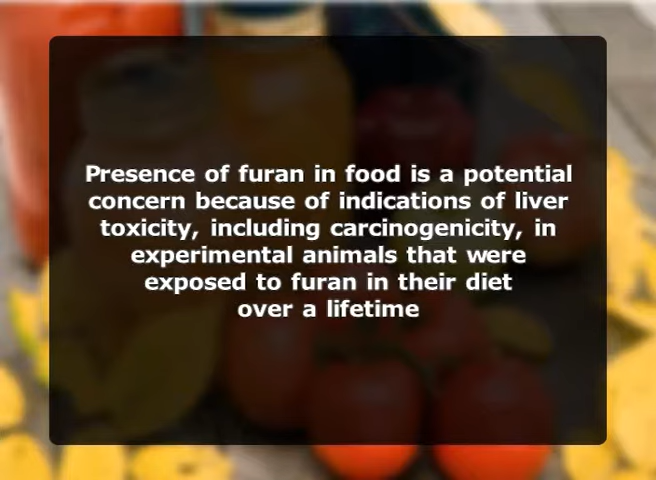 Presence of furan in food is a potential
concern because of indications of liver
toxicity, including carcinogenicity, in
experimental animals that were
exposed to furan in their diet
over a lifetime